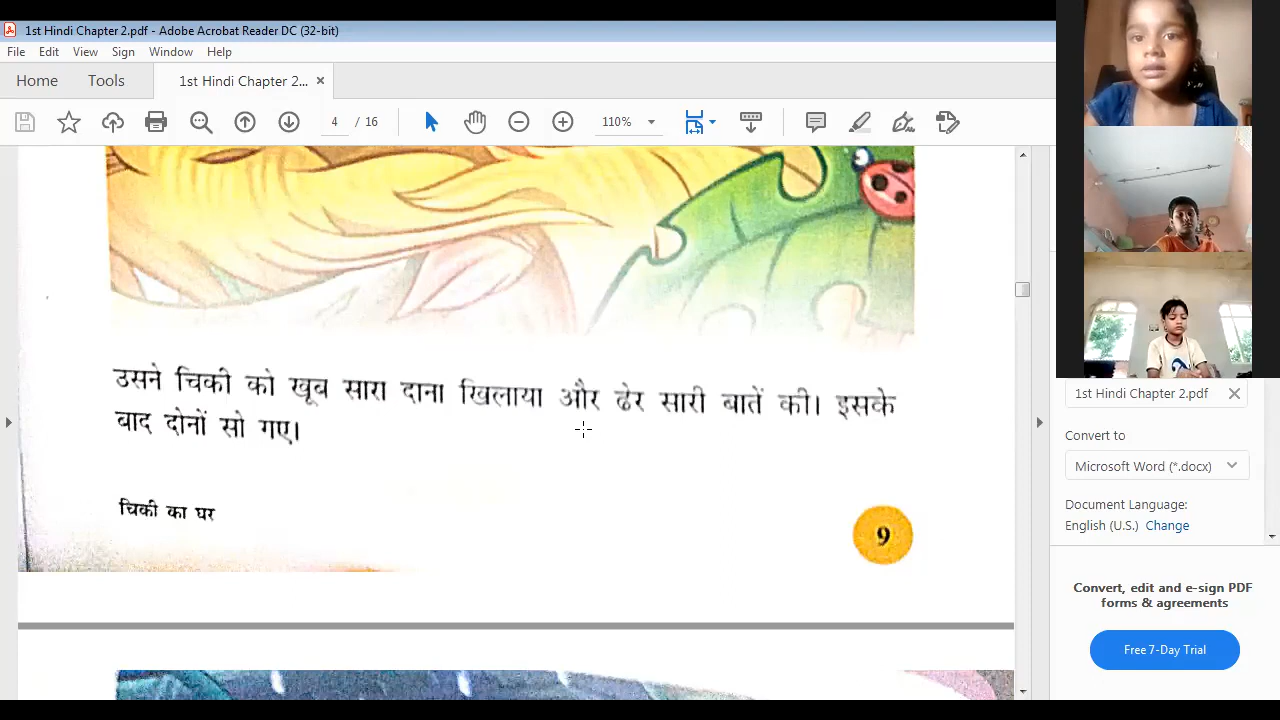 1st Hindi Chapter 2.pdf - Adobe Acrobat Reader DC (32-bit)
File Edit View Sign Window Help
Home Tools 1st Hindi Chapter 2... ×
4 / 16 110%
उसने चिकी को खूब सारा दाना खिलाया और ढेर सारी बातें की। इसके
बाद दोनों सो गए।
चिकी का घर
9
1st Hindi Chapter 2.pdf
Convert to
Microsoft Word (*.docx)
Document Language:
English (U.S.) Change
Convert, edit and e-sign PDF
forms & agreements
Free 7-Day Trial